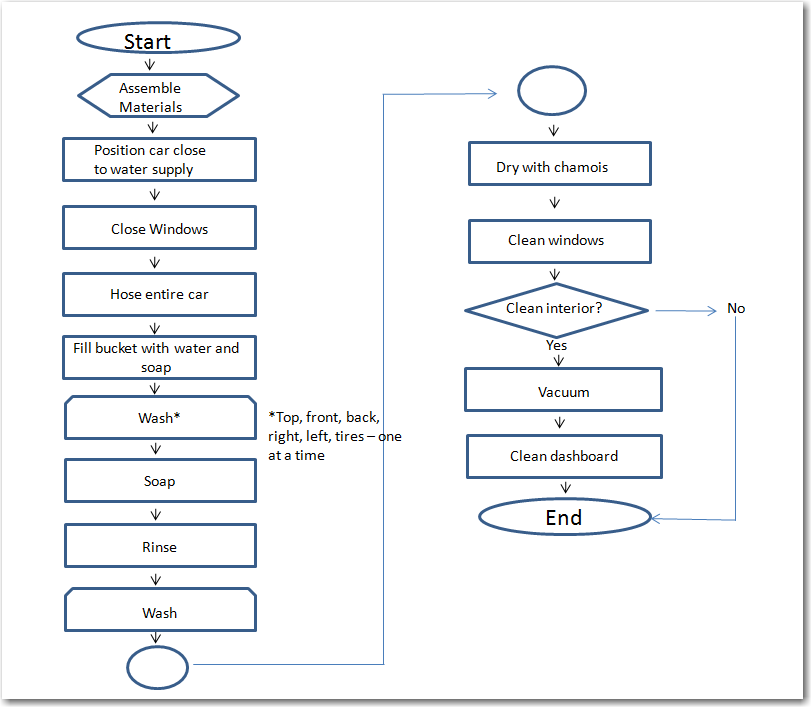 Start
Assemble
Materials
Position car close
to water supply
Close Windows
Hose entire car
Fill bucket with water and
soap
Wash*
*Top, front, back,
right, left, tires – one
at a time
Soap
Rinse
Wash
Dry with chamois
Clean windows
Clean interior?
No
Yes
Vacuum
Clean dashboard
End